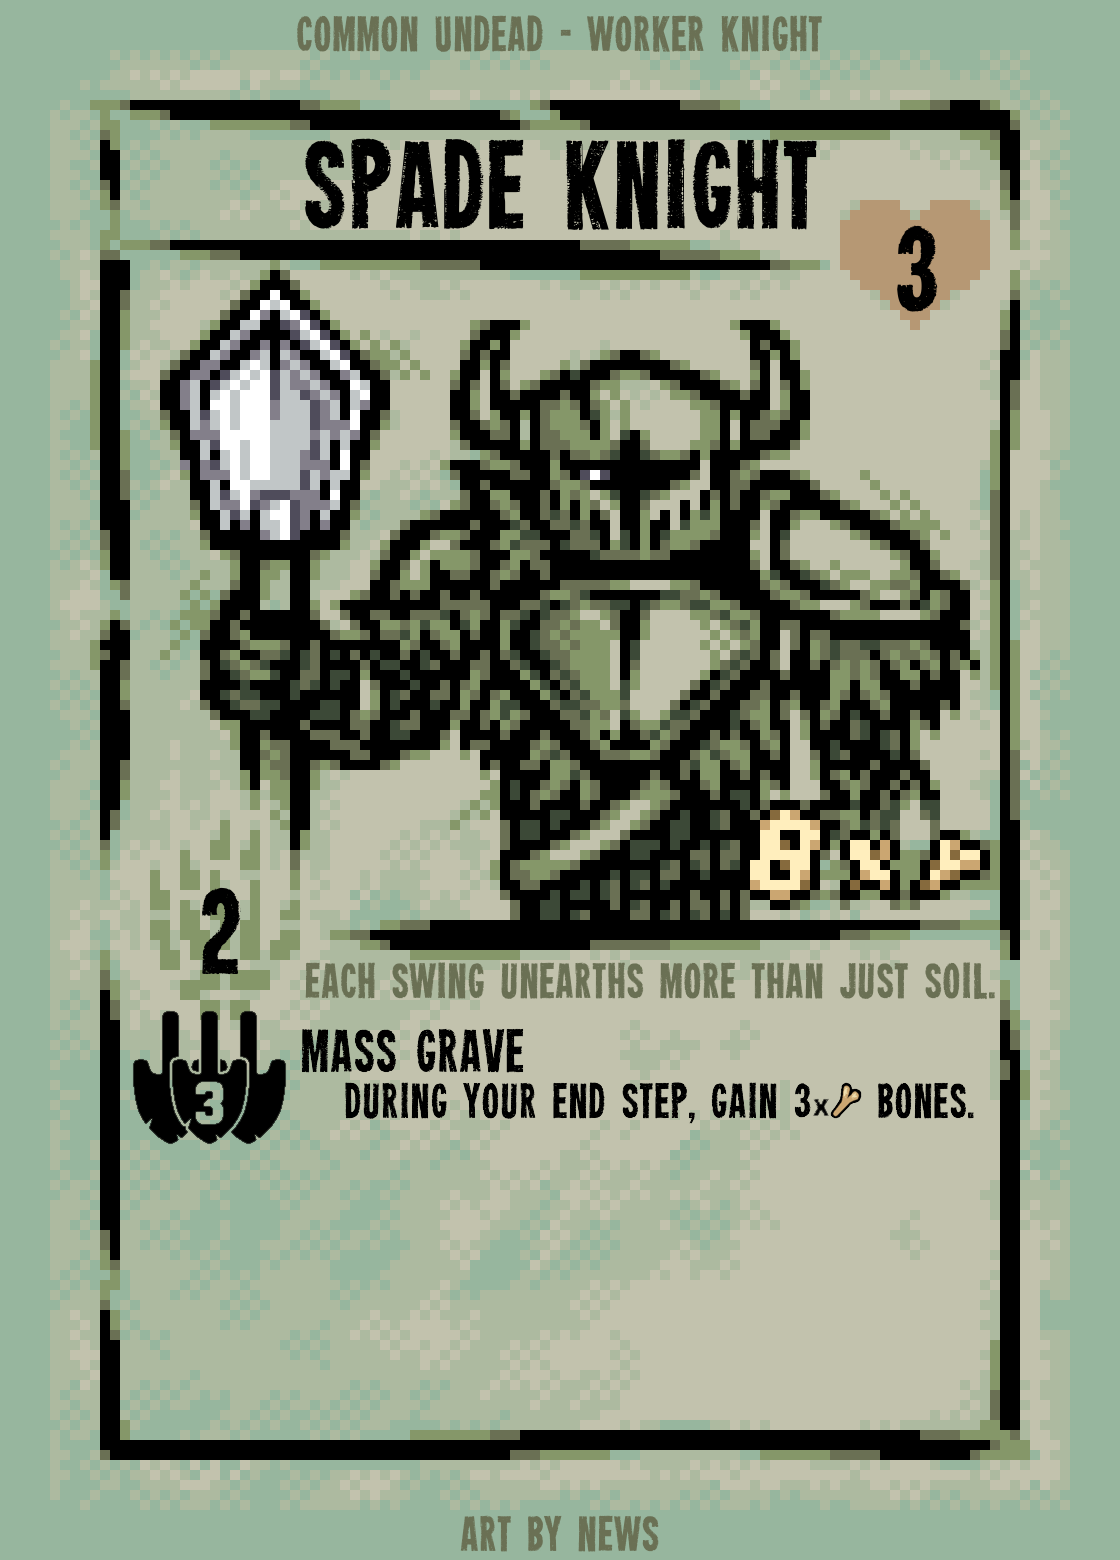 COMMON UNDEAD - WORKER KNIGHT
SPADE KNIGHT
3
8x
2
EACH SWING UNEARTHS MORE THAN JUST SOIL.
3
MASS GRAVE
DURING YOUR END STEP, GAIN 3x BONES.
ART BY NEWS